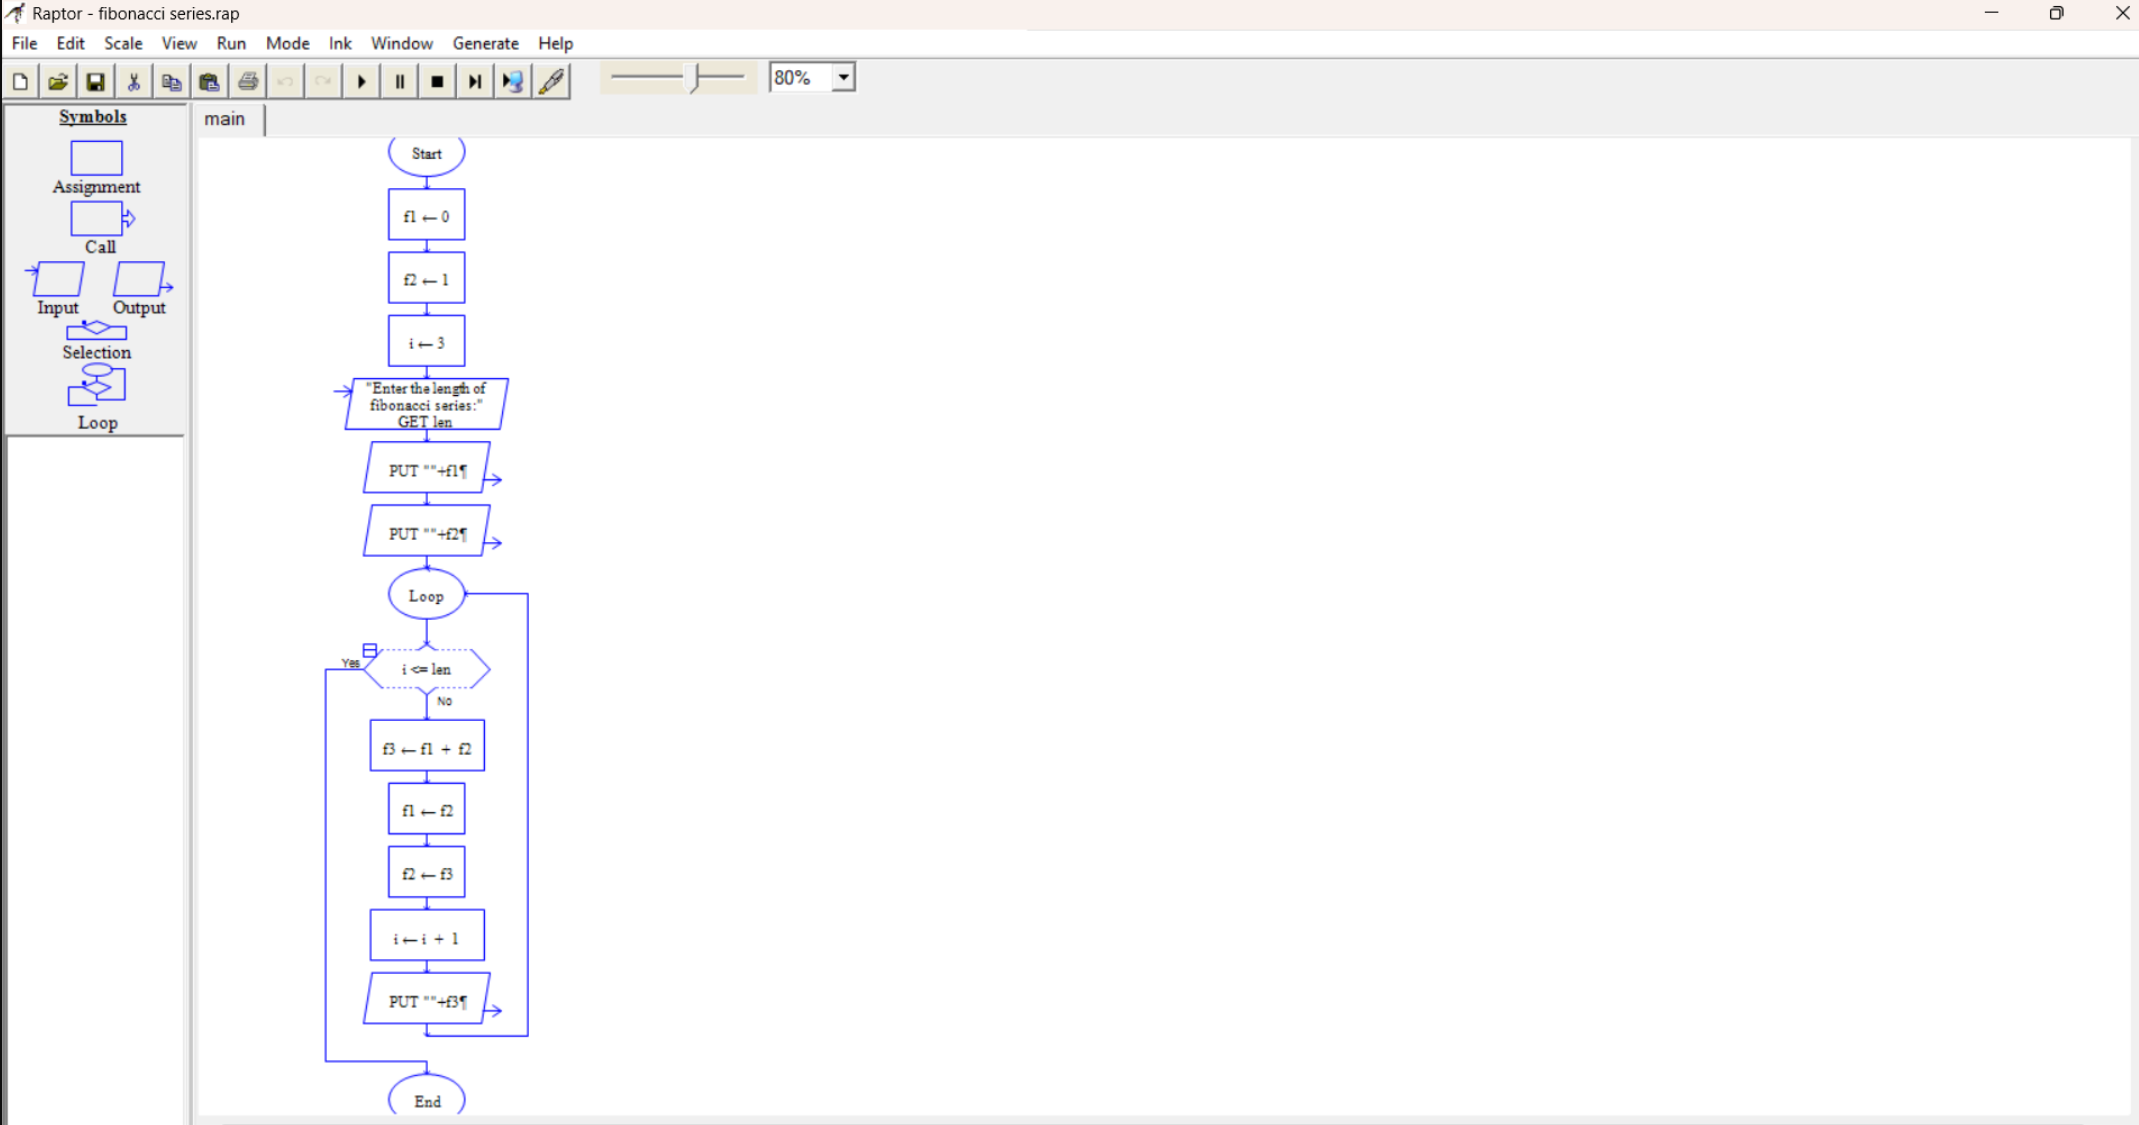 Raptor - fibonacci series.rap
File Edit Scale View Run Mode Ink Window Generate Help
80%
Symbols
Assignment
Call
Input Output
Selection
Loop
main
Start
f1 ← 0
f2 ← 1
i ← 3
"Enter the length of
fibonacci series:"
GET len
PUT ""+f1¶
PUT ""+f2¶
Loop
Yes
i <= len
No
f3 ← f1 + f2
f1 ← f2
f2 ← f3
i ← i + 1
PUT ""+f3¶
End